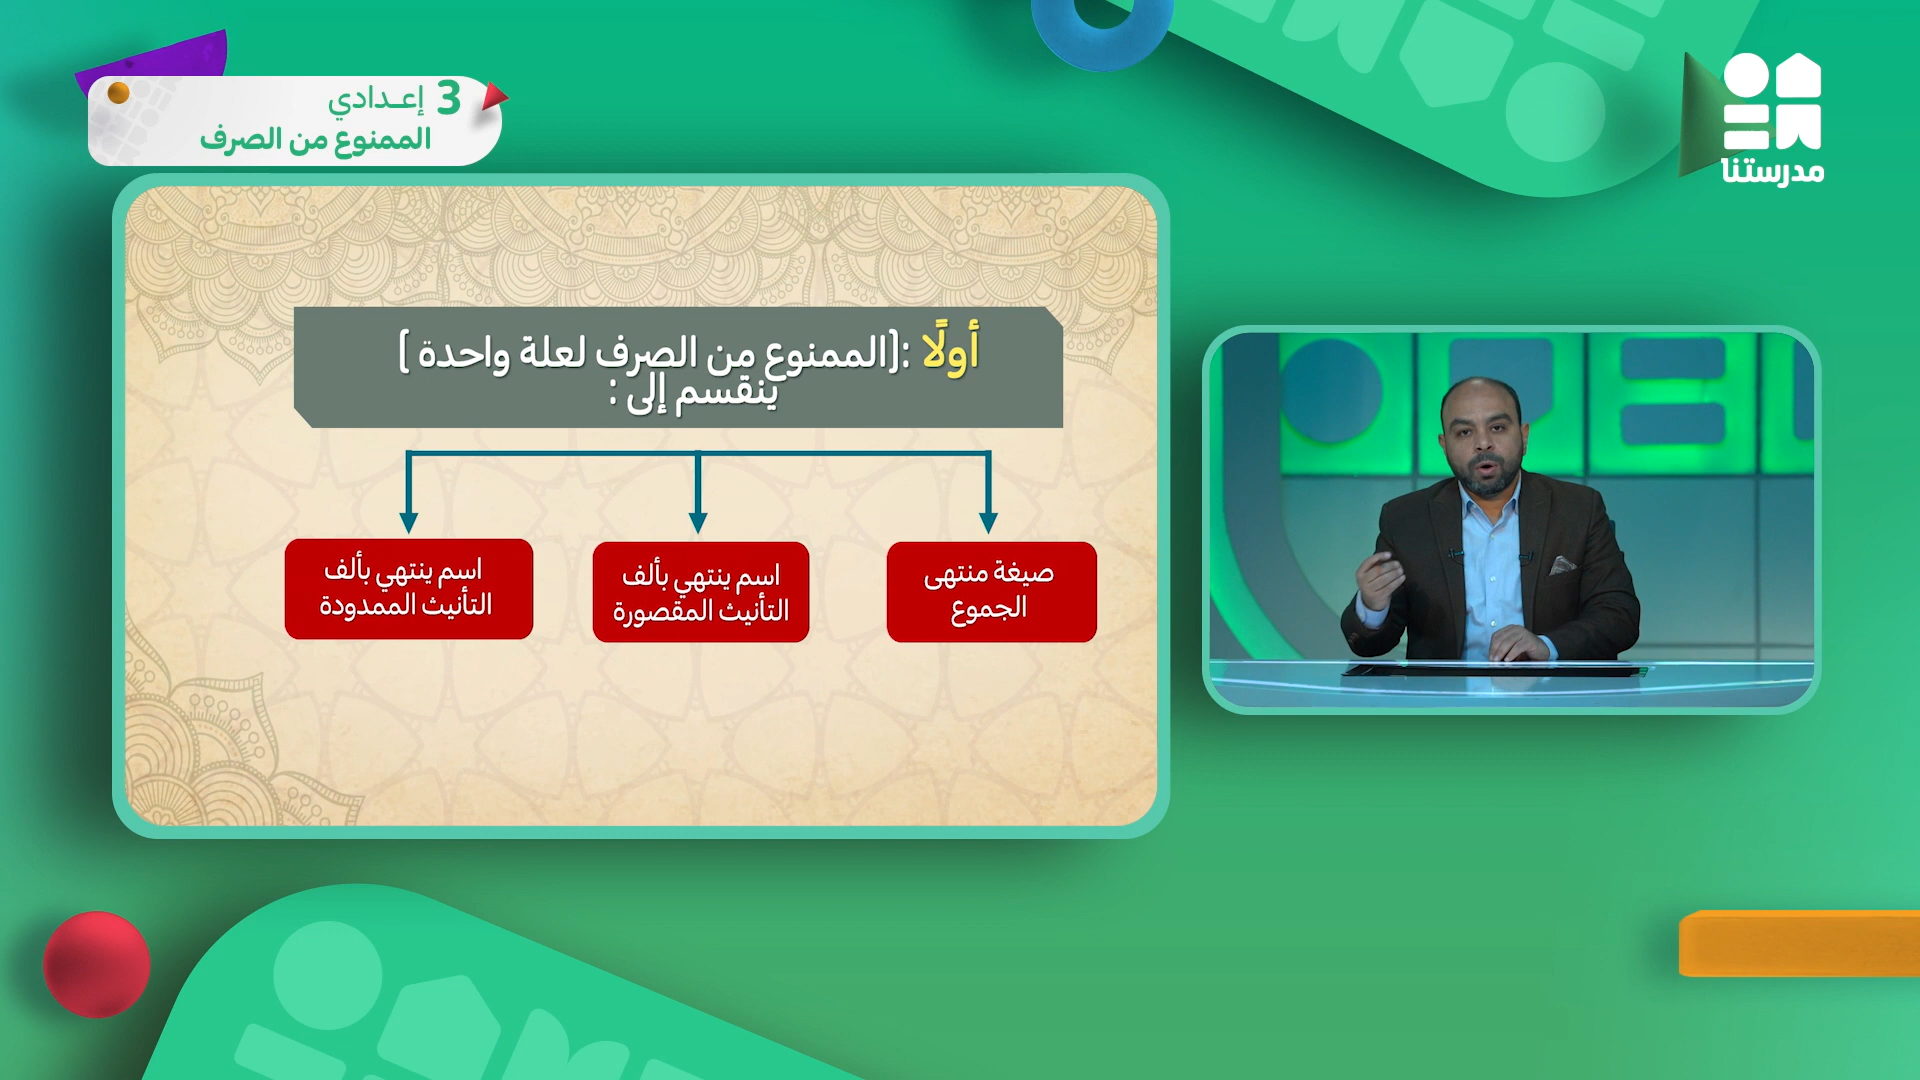 3 إعـدادي
الممنوع من الصرف
مدرستنا
أولًا :(الممنوع من الصرف لعلة واحدة )
ينقسم إلى :
صيغة منتهى
الجموع
اسم ينتهي بألف
التأنيث المقصورة
اسم ينتهي بألف
التأنيث الممدودة